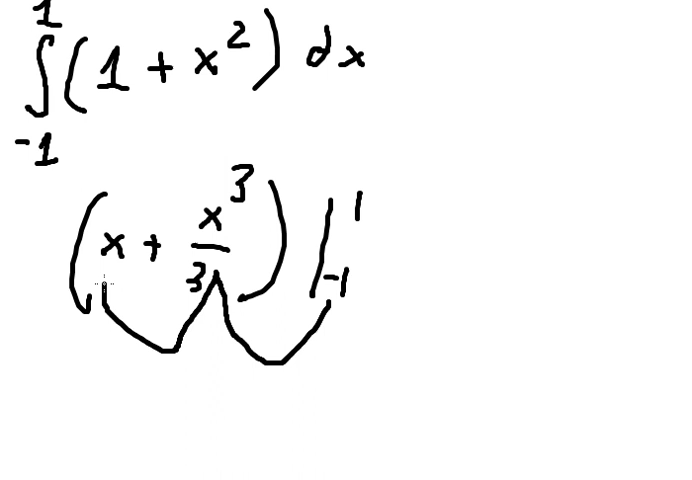 ∫₋₁¹ (1 + x²) dx
(x + x³/3) |₋₁¹